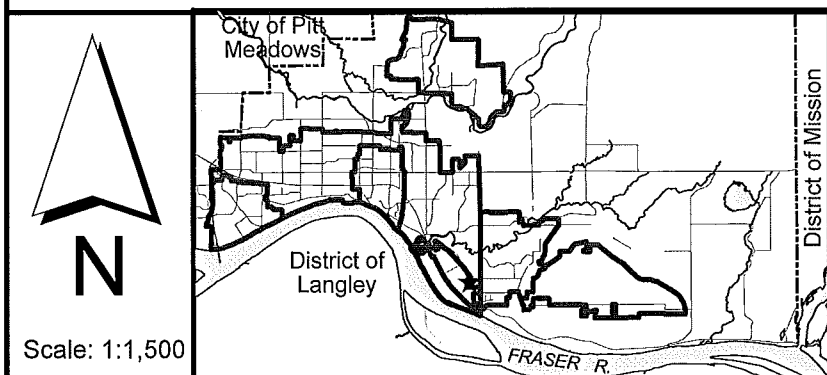 City of Pitt
Meadows
District of Mission
District of
Langley
N
Scale: 1:1,500
FRASER R.